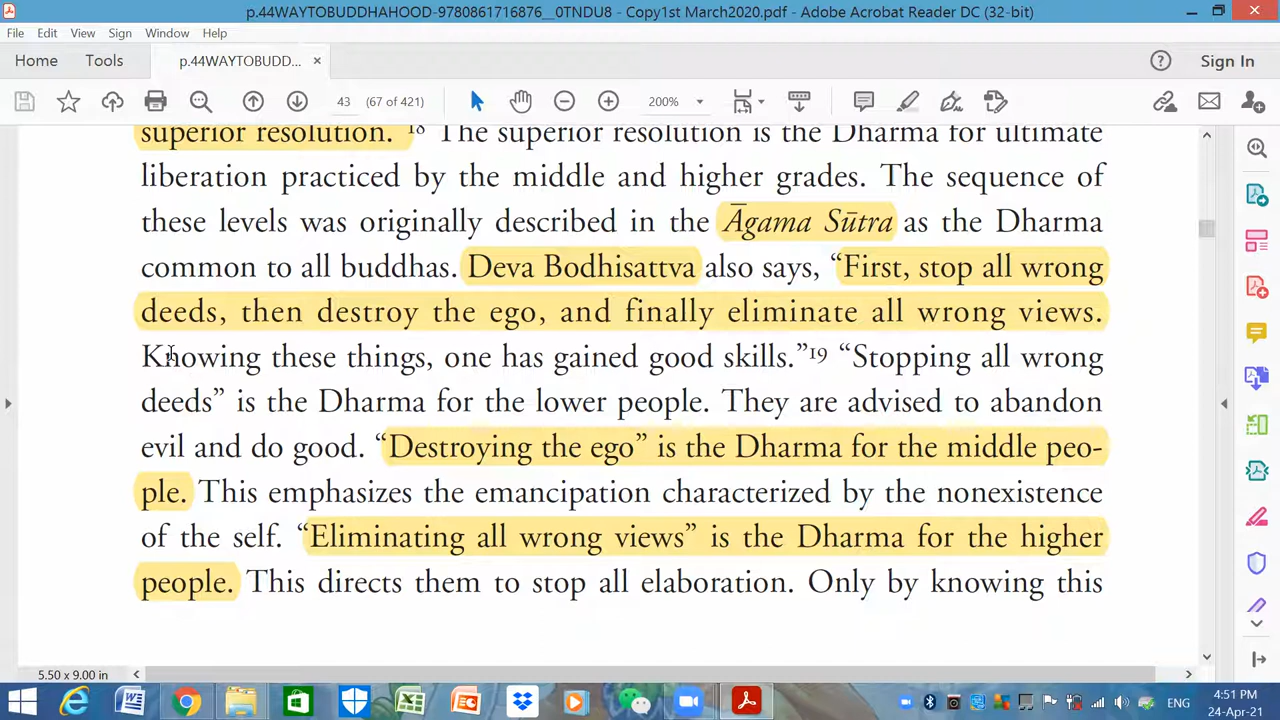 p.44WAYTOBUDDHAHOOD-9780861716876__0TNDU8 - Copy1st March2020.pdf - Adobe Acrobat Reader DC (32-bit)
File Edit View Sign Window Help
Home Tools p.44WAYTOBUDD... × Sign In
43 (67 of 421) 200%
superior resolution." 18 The superior resolution is the Dharma for ultimate
liberation practiced by the middle and higher grades. The sequence of
these levels was originally described in the Āgama Sūtra as the Dharma
common to all buddhas. Deva Bodhisattva also says, “First, stop all wrong
deeds, then destroy the ego, and finally eliminate all wrong views.
Knowing these things, one has gained good skills.”19 “Stopping all wrong
deeds” is the Dharma for the lower people. They are advised to abandon
evil and do good. “Destroying the ego” is the Dharma for the middle peo-
ple. This emphasizes the emancipation characterized by the nonexistence
of the self. “Eliminating all wrong views” is the Dharma for the higher
people. This directs them to stop all elaboration. Only by knowing this
5.50 x 9.00 in
ENG
4:51 PM
24-Apr-21